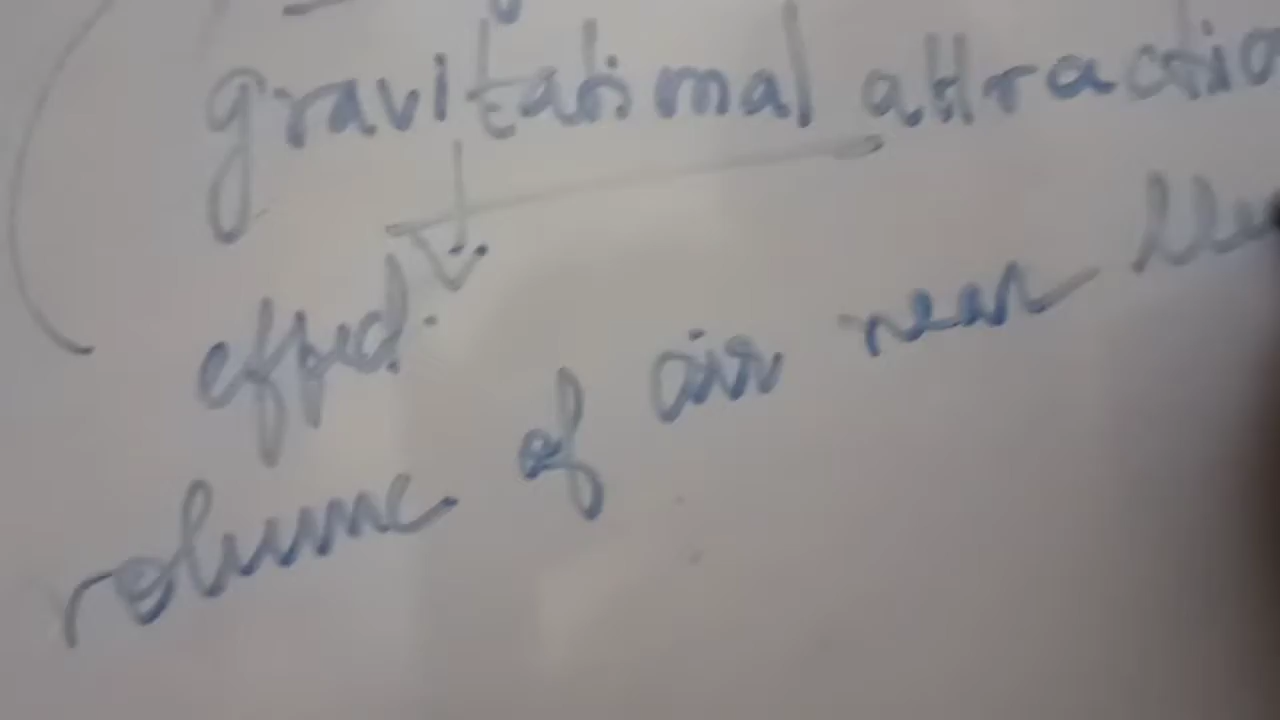 gravitational attraction
effect
volume of air near the